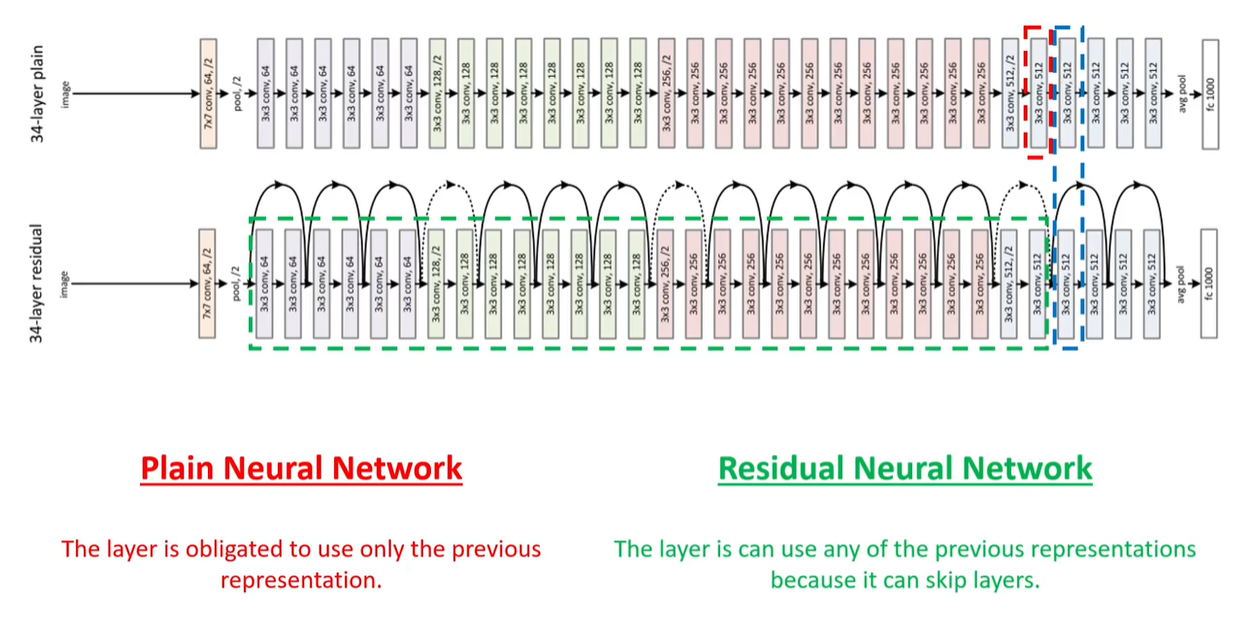 34-layer plain
image
7x7 conv, 64, /2
pool, /2
3x3 conv, 64
3x3 conv, 64
3x3 conv, 64
3x3 conv, 64
3x3 conv, 64
3x3 conv, 64
3x3 conv, 128, /2
3x3 conv, 128
3x3 conv, 128
3x3 conv, 128
3x3 conv, 128
3x3 conv, 128
3x3 conv, 128
3x3 conv, 128
3x3 conv, 256, /2
3x3 conv, 256
3x3 conv, 256
3x3 conv, 256
3x3 conv, 256
3x3 conv, 256
3x3 conv, 256
3x3 conv, 256
3x3 conv, 256
3x3 conv, 256
3x3 conv, 256
3x3 conv, 256
3x3 conv, 512, /2
3x3 conv, 512
3x3 conv, 512
3x3 conv, 512
3x3 conv, 512
3x3 conv, 512
avg pool
fc 1000
34-layer residual
image
7x7 conv, 64, /2
pool, /2
3x3 conv, 64
3x3 conv, 64
3x3 conv, 64
3x3 conv, 64
3x3 conv, 64
3x3 conv, 64
3x3 conv, 128, /2
3x3 conv, 128
3x3 conv, 128
3x3 conv, 128
3x3 conv, 128
3x3 conv, 128
3x3 conv, 128
3x3 conv, 128
3x3 conv, 256, /2
3x3 conv, 256
3x3 conv, 256
3x3 conv, 256
3x3 conv, 256
3x3 conv, 256
3x3 conv, 256
3x3 conv, 256
3x3 conv, 256
3x3 conv, 256
3x3 conv, 256
3x3 conv, 256
3x3 conv, 512, /2
3x3 conv, 512
3x3 conv, 512
3x3 conv, 512
3x3 conv, 512
3x3 conv, 512
avg pool
fc 1000
Plain Neural Network
The layer is obligated to use only the previous
representation.
Residual Neural Network
The layer is can use any of the previous representations
because it can skip layers.